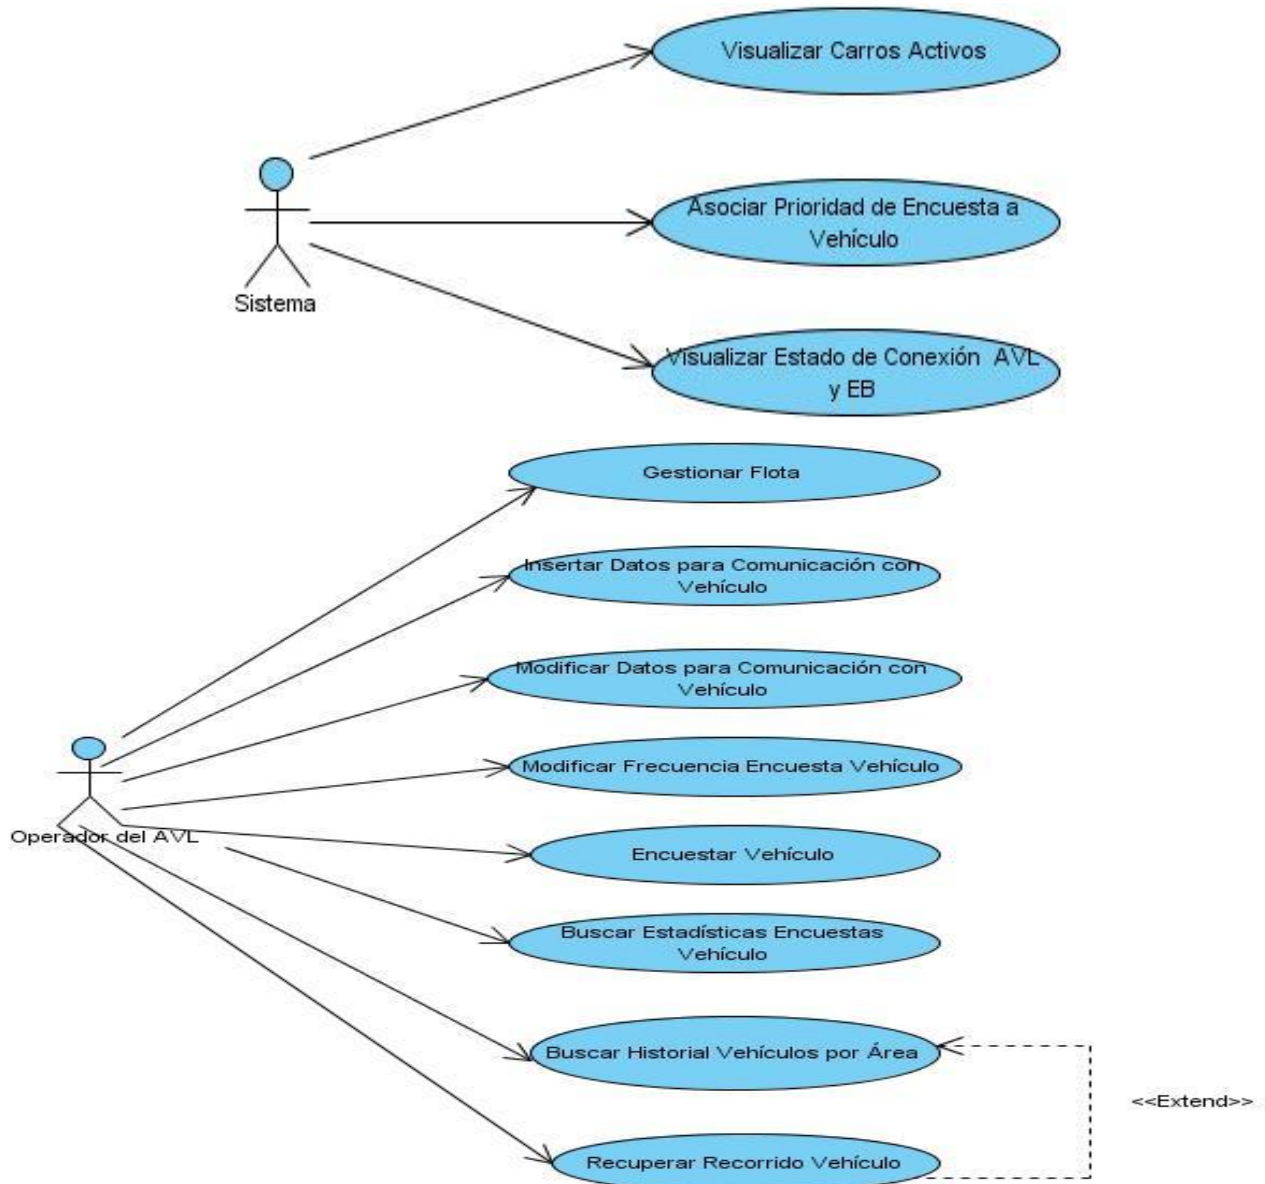 Visualizar Carros Activos
Asociar Prioridad de Encuesta a
Vehículo
Sistema
Visualizar Estado de Conexión AVL
y EB
Gestionar Flota
Insertar Datos para Comunicación con
Vehículo
Modificar Datos para Comunicación con
Vehículo
Modificar Frecuencia Encuesta Vehículo
Operador del AVL
Encuestar Vehículo
Buscar Estadísticas Encuestas
Vehículo
Buscar Historial Vehículos por Área
<<Extend>>
Recuperar Recorrido Vehículo